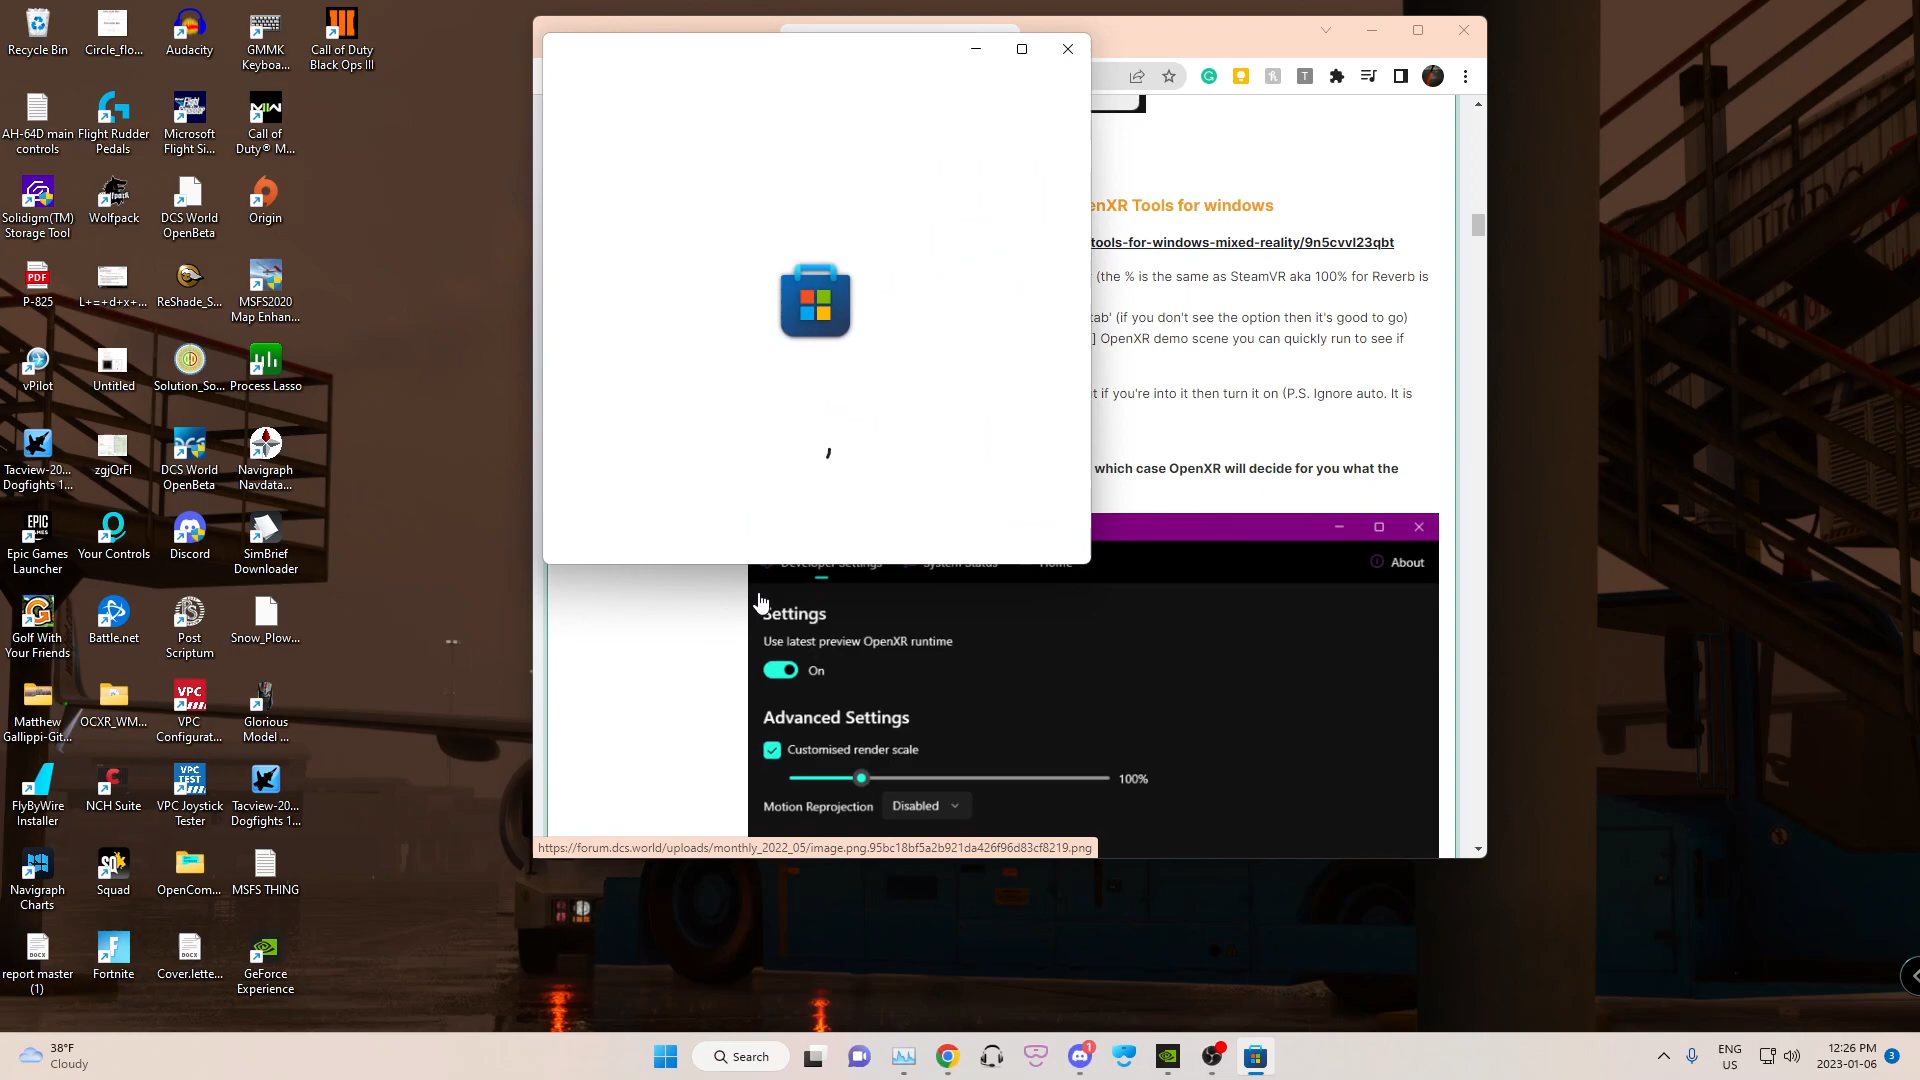 Recycle Bin
Circle_flo...
Audacity
GMMK
Keyboa...
Call of Duty
Black Ops III
AH-64D main
controls
Flight Rudder
Pedals
Microsoft
Flight Si...
Call of
Duty® M...
Solidigm(TM)
Storage Tool
Wolfpack
DCS World
OpenBeta
Origin
P-825
L+=+d+x+...
ReShade_S...
MSFS2020
Map Enhan...
vPilot
Untitled
Solution_So...
Process Lasso
Tacview-20...
Dogfights 1...
zgjQrFI
DCS World
OpenBeta
Navigraph
Navdata...
Epic Games
Launcher
Your Controls
Discord
SimBrief
Downloader
Golf With
Your Friends
Battle.net
Post
Scriptum
Snow_Plow...
Matthew
Gallippi-Git...
OCXR_WM...
VPC
Configurat...
Glorious
Model ...
FlyByWire
Installer
NCH Suite
VPC Joystick
Tester
Tacview-20...
Dogfights 1...
Navigraph
Charts
Squad
OpenCom...
MSFS THING
report master
(1)
Fortnite
Cover.lette...
GeForce
Experience
enXR Tools for windows
tools-for-windows-mixed-reality/9n5cvvl23qbt
(the % is the same as SteamVR aka 100% for Reverb is
tab' (if you don't see the option then it's good to go)
] OpenXR demo scene you can quickly run to see if
t if you're into it then turn it on (P.S. Ignore auto. It is
which case OpenXR will decide for you what the
Developer Settings
System Status
Home
About
Settings
Use latest preview OpenXR runtime
On
Advanced Settings
Customised render scale
100%
Motion Reprojection
Disabled
https://forum.dcs.world/uploads/monthly_2022_05/image.png.95bc18bf5a2b921da426f96d83cf8219.png
38°F
Cloudy
Search
1
ENG
US
12:26 PM
2023-01-06
3